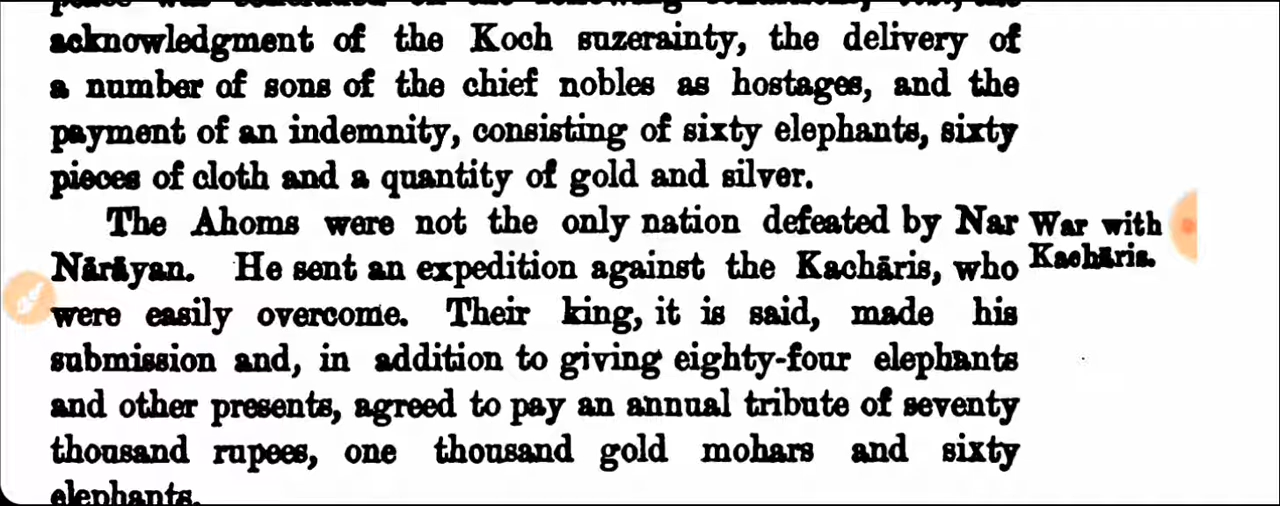 acknowledgment of the Koch suzerainty, the delivery of
a number of sons of the chief nobles as hostages, and the
payment of an indemnity, consisting of sixty elephants, sixty
pieces of cloth and a quantity of gold and silver.
The Ahoms were not the only nation defeated by Nar
War with
Nārāyan. He sent an expedition against the Kachāris, who
Kachāris.
were easily overcome. Their king, it is said, made his
submission and, in addition to giving eighty-four elephants
and other presents, agreed to pay an annual tribute of seventy
thousand rupees, one thousand gold mohars and sixty
elephants.